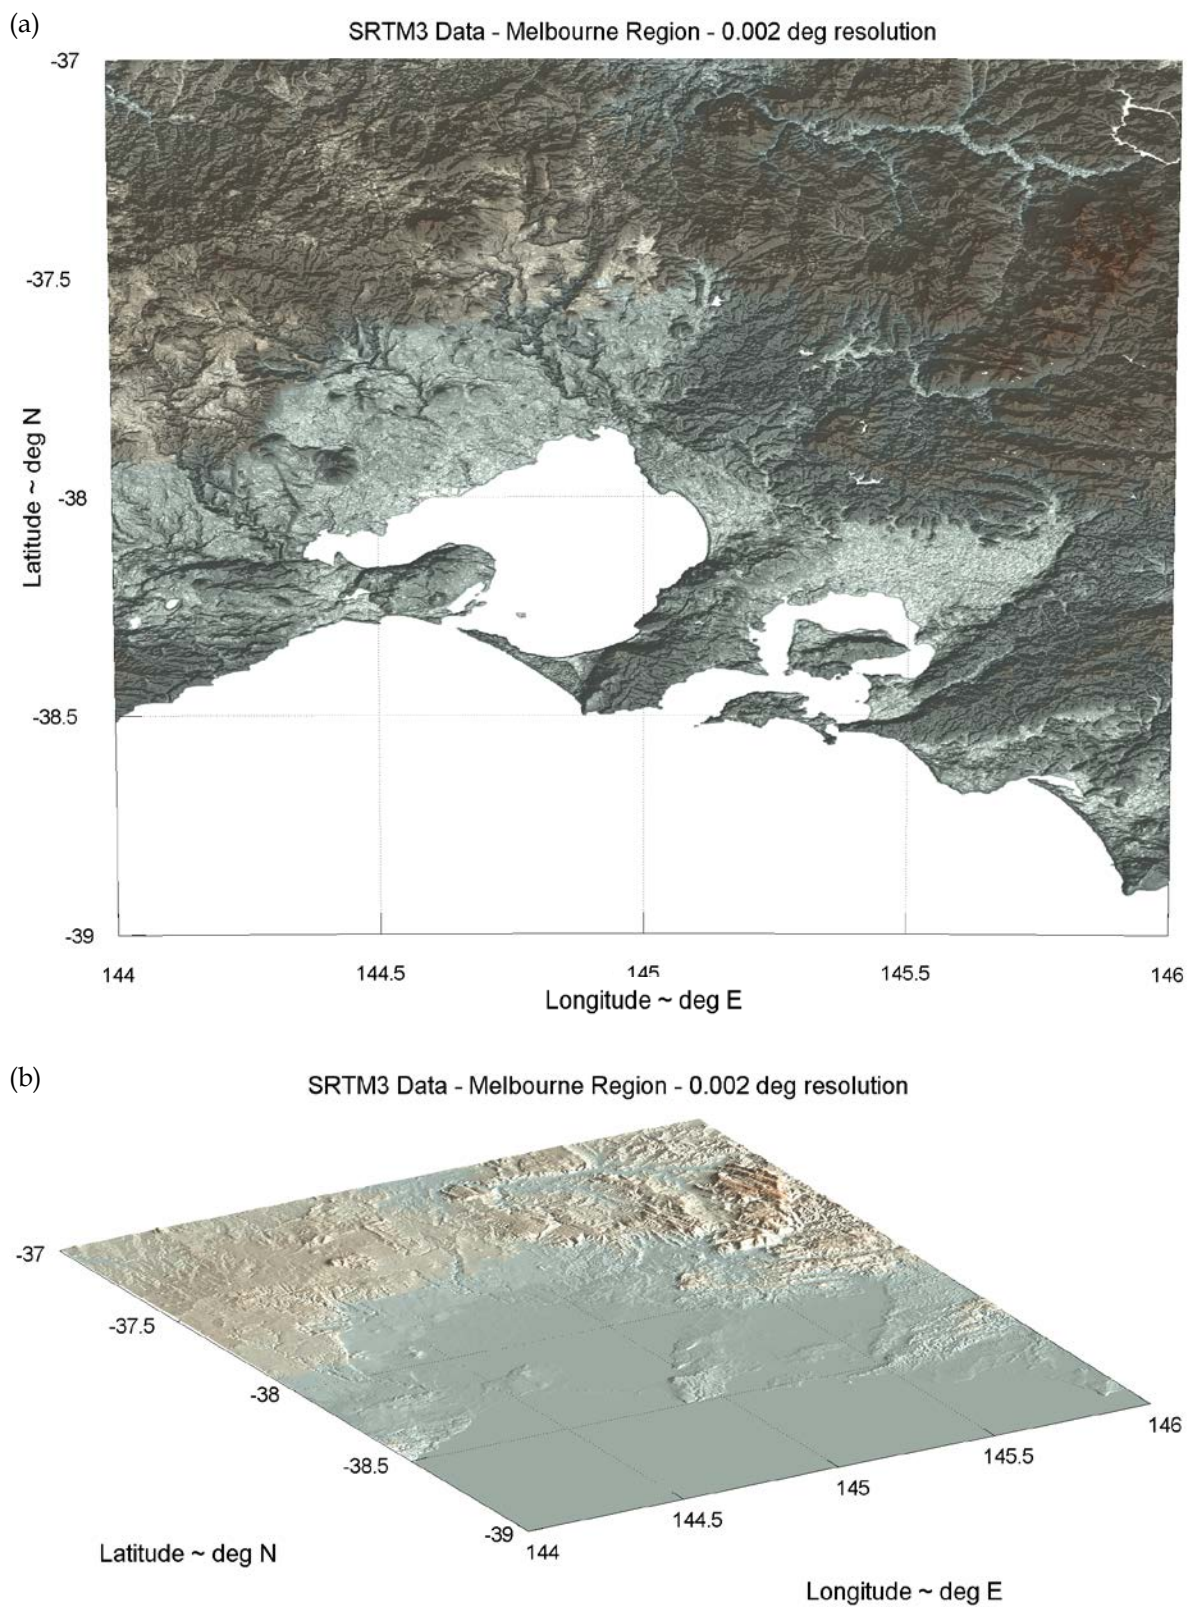 (a)
SRTM3 Data - Melbourne Region - 0.002 deg resolution
-37
-37.5
-38
-38.5
-39
Latitude ~ deg N
144
144.5
145
145.5
146
Longitude ~ deg E
(b)
SRTM3 Data - Melbourne Region - 0.002 deg resolution
-37
-37.5
-38
-38.5
-39
144
144.5
145
145.5
146
Latitude ~ deg N
Longitude ~ deg E